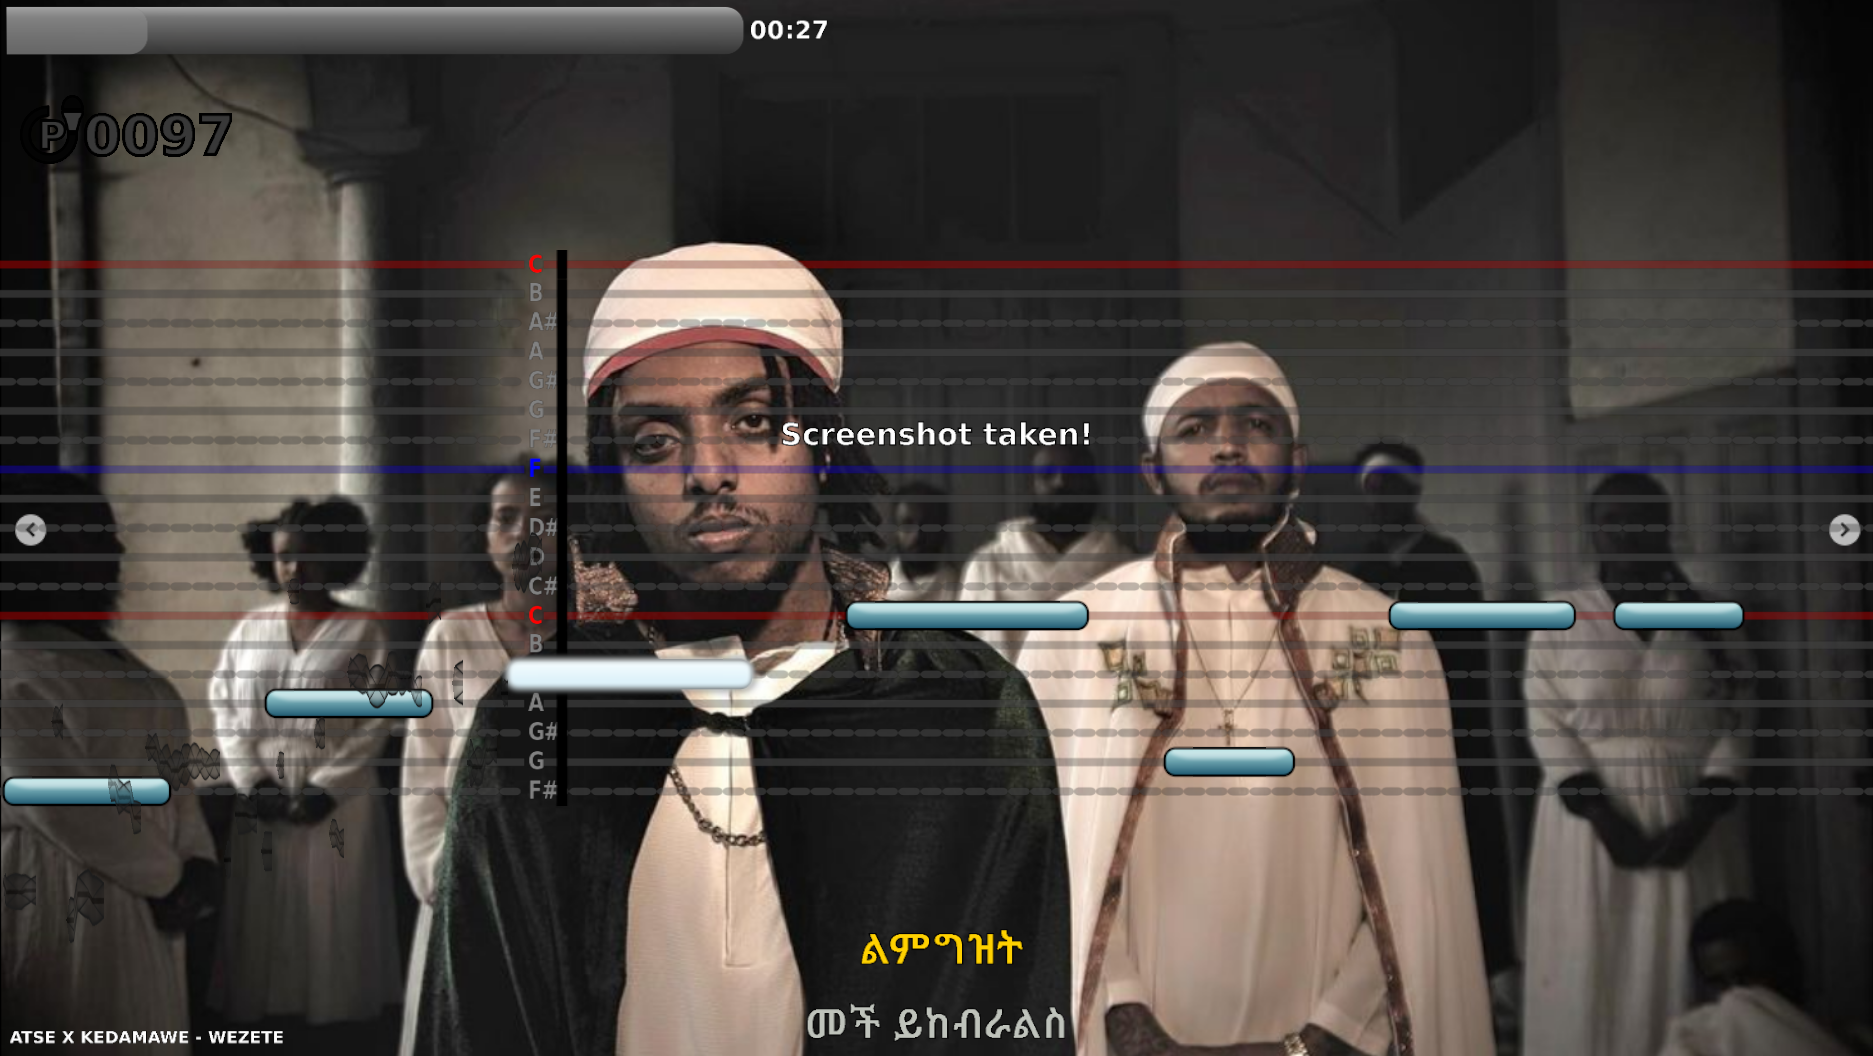 00:27
P 0097
C
B
A#
A
G#
G
F#
F
E
D#
D
C#
C
B
A
G#
G
F#
Screenshot taken!
ልምግዝት
መች ይከብራልስ
ATSE X KEDAMAWE - WEZETE